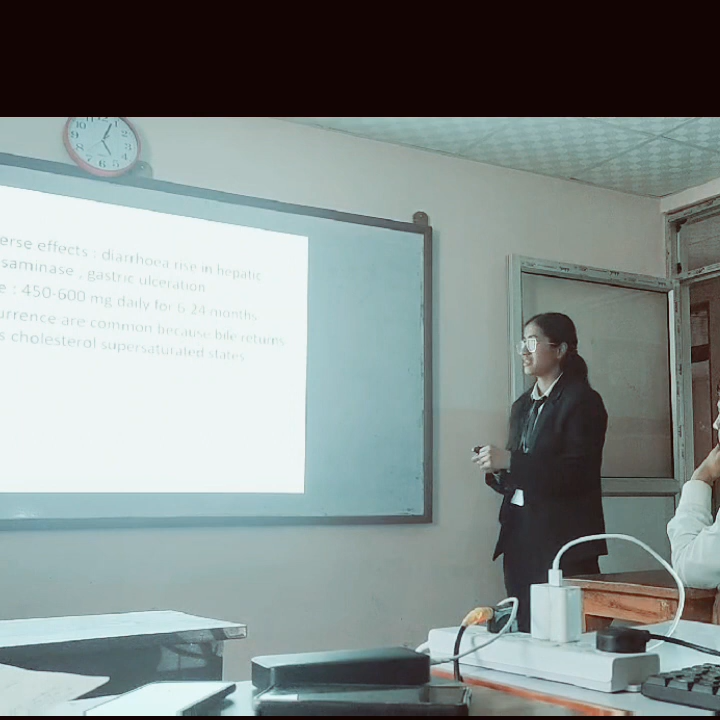 erse effects : diarrhoea rise in hepatic
saminase , gastric ulceration
e : 450-600 mg daily for 6 24 months
urrence are common because bile returns
s cholesterol supersaturated states